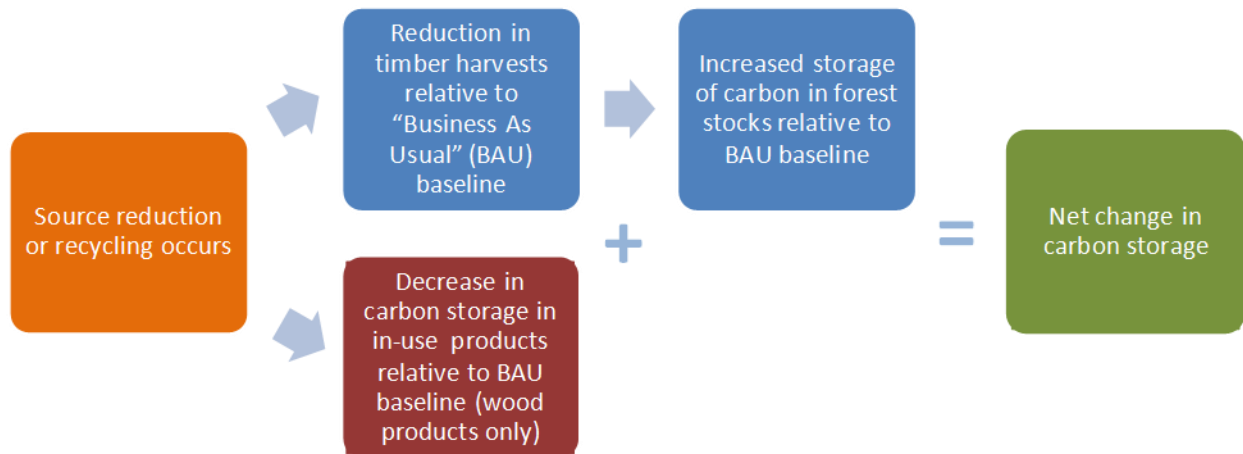 Source reduction
or recycling occurs
Reduction in
timber harvests
relative to
“Business As
Usual” (BAU)
baseline
Increased storage
of carbon in forest
stocks relative to
BAU baseline
+
Decrease in
carbon storage in
in-use products
relative to BAU
baseline (wood
products only)
=
Net change in
carbon storage